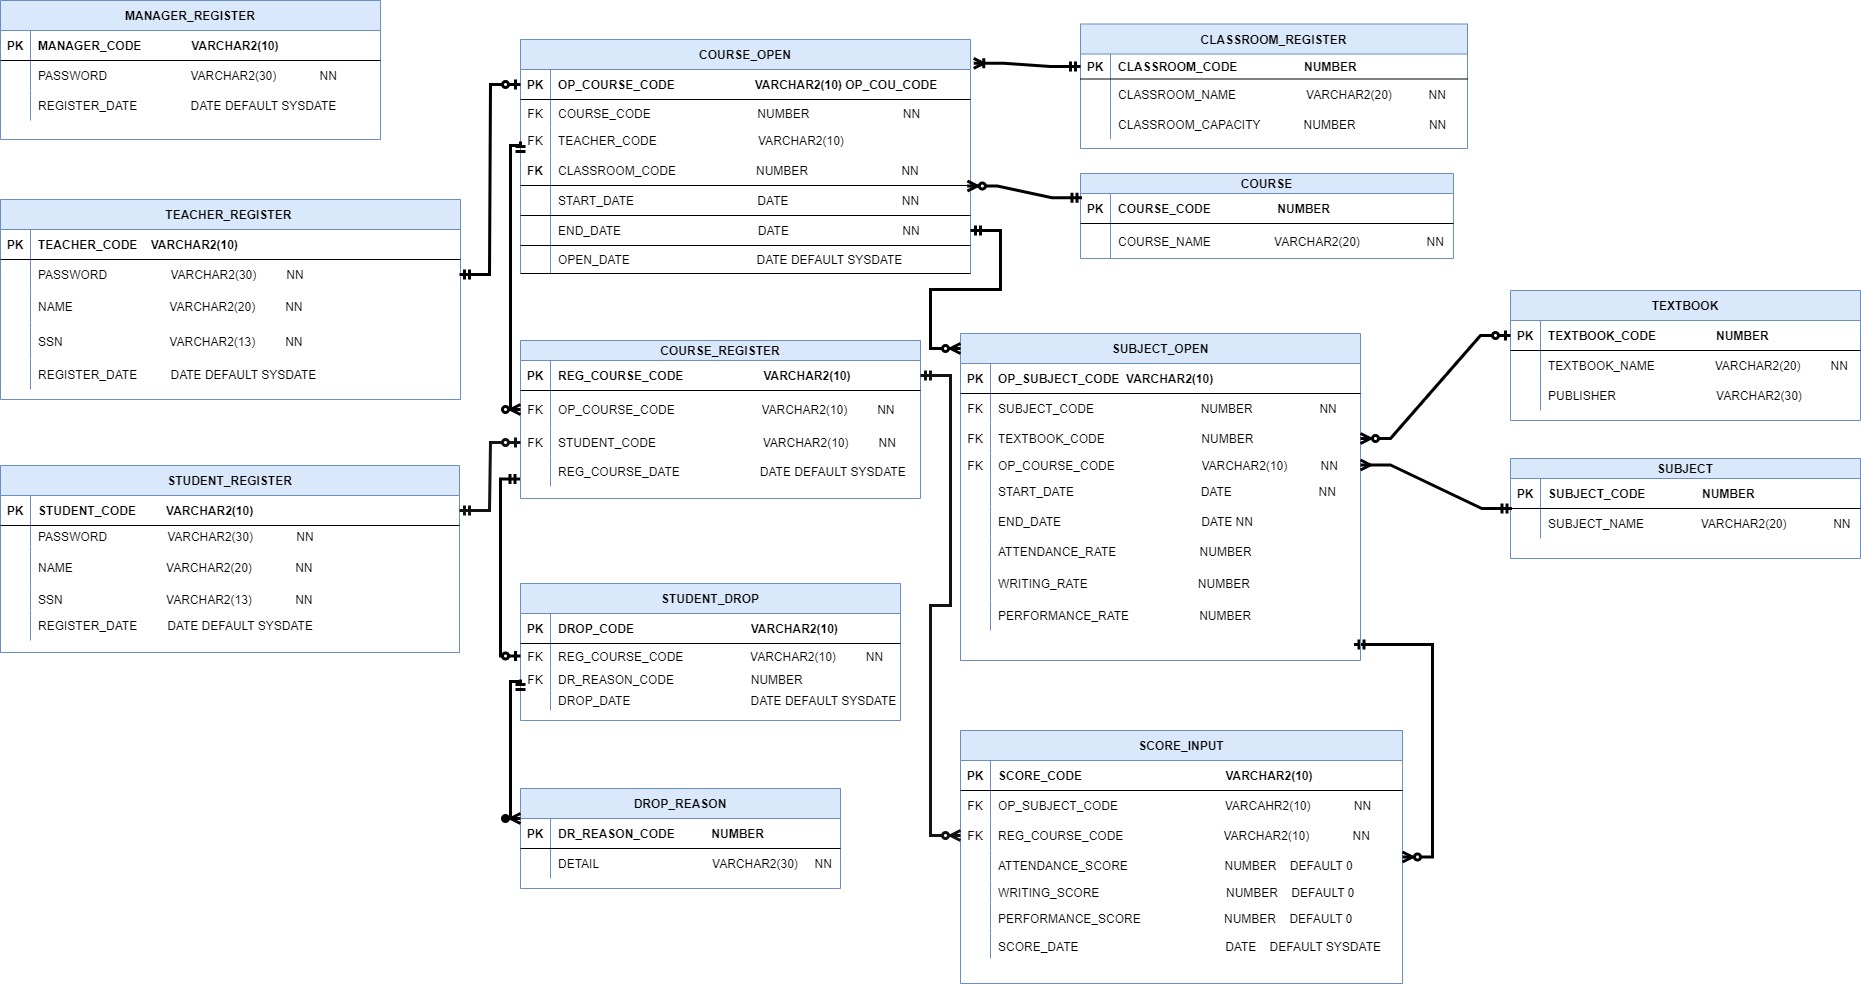 MANAGER_REGISTER
PK MANAGER_CODE VARCHAR2(10)
PASSWORD VARCHAR2(30) NN
REGISTER_DATE DATE DEFAULT SYSDATE
TEACHER_REGISTER
PK TEACHER_CODE VARCHAR2(10)
PASSWORD VARCHAR2(30) NN
NAME VARCHAR2(20) NN
SSN VARCHAR2(13) NN
REGISTER_DATE DATE DEFAULT SYSDATE
STUDENT_REGISTER
PK STUDENT_CODE VARCHAR2(10)
PASSWORD VARCHAR2(30) NN
NAME VARCHAR2(20) NN
SSN VARCHAR2(13) NN
REGISTER_DATE DATE DEFAULT SYSDATE
COURSE_OPEN
PK OP_COURSE_CODE VARCHAR2(10) OP_COU_CODE
FK COURSE_CODE NUMBER NN
FK TEACHER_CODE VARCHAR2(10)
FK CLASSROOM_CODE NUMBER NN
START_DATE DATE NN
END_DATE DATE NN
OPEN_DATE DATE DEFAULT SYSDATE
COURSE_REGISTER
PK REG_COURSE_CODE VARCHAR2(10)
FK OP_COURSE_CODE VARCHAR2(10) NN
FK STUDENT_CODE VARCHAR2(10) NN
REG_COURSE_DATE DATE DEFAULT SYSDATE
STUDENT_DROP
PK DROP_CODE VARCHAR2(10)
FK REG_COURSE_CODE VARCHAR2(10) NN
FK DR_REASON_CODE NUMBER
DROP_DATE DATE DEFAULT SYSDATE
DROP_REASON
PK DR_REASON_CODE NUMBER
DETAIL VARCHAR2(30) NN
CLASSROOM_REGISTER
PK CLASSROOM_CODE NUMBER
CLASSROOM_NAME VARCHAR2(20) NN
CLASSROOM_CAPACITY NUMBER NN
COURSE
PK COURSE_CODE NUMBER
COURSE_NAME VARCHAR2(20) NN
SUBJECT_OPEN
PK OP_SUBJECT_CODE VARCHAR2(10)
FK SUBJECT_CODE NUMBER NN
FK TEXTBOOK_CODE NUMBER
FK OP_COURSE_CODE VARCHAR2(10) NN
START_DATE DATE NN
END_DATE DATE NN
ATTENDANCE_RATE NUMBER
WRITING_RATE NUMBER
PERFORMANCE_RATE NUMBER
SCORE_INPUT
PK SCORE_CODE VARCHAR2(10)
FK OP_SUBJECT_CODE VARCAHR2(10) NN
FK REG_COURSE_CODE VARCHAR2(10) NN
ATTENDANCE_SCORE NUMBER DEFAULT 0
WRITING_SCORE NUMBER DEFAULT 0
PERFORMANCE_SCORE NUMBER DEFAULT 0
SCORE_DATE DATE DEFAULT SYSDATE
TEXTBOOK
PK TEXTBOOK_CODE NUMBER
TEXTBOOK_NAME VARCHAR2(20) NN
PUBLISHER VARCHAR2(30)
SUBJECT
PK SUBJECT_CODE NUMBER
SUBJECT_NAME VARCHAR2(20) NN